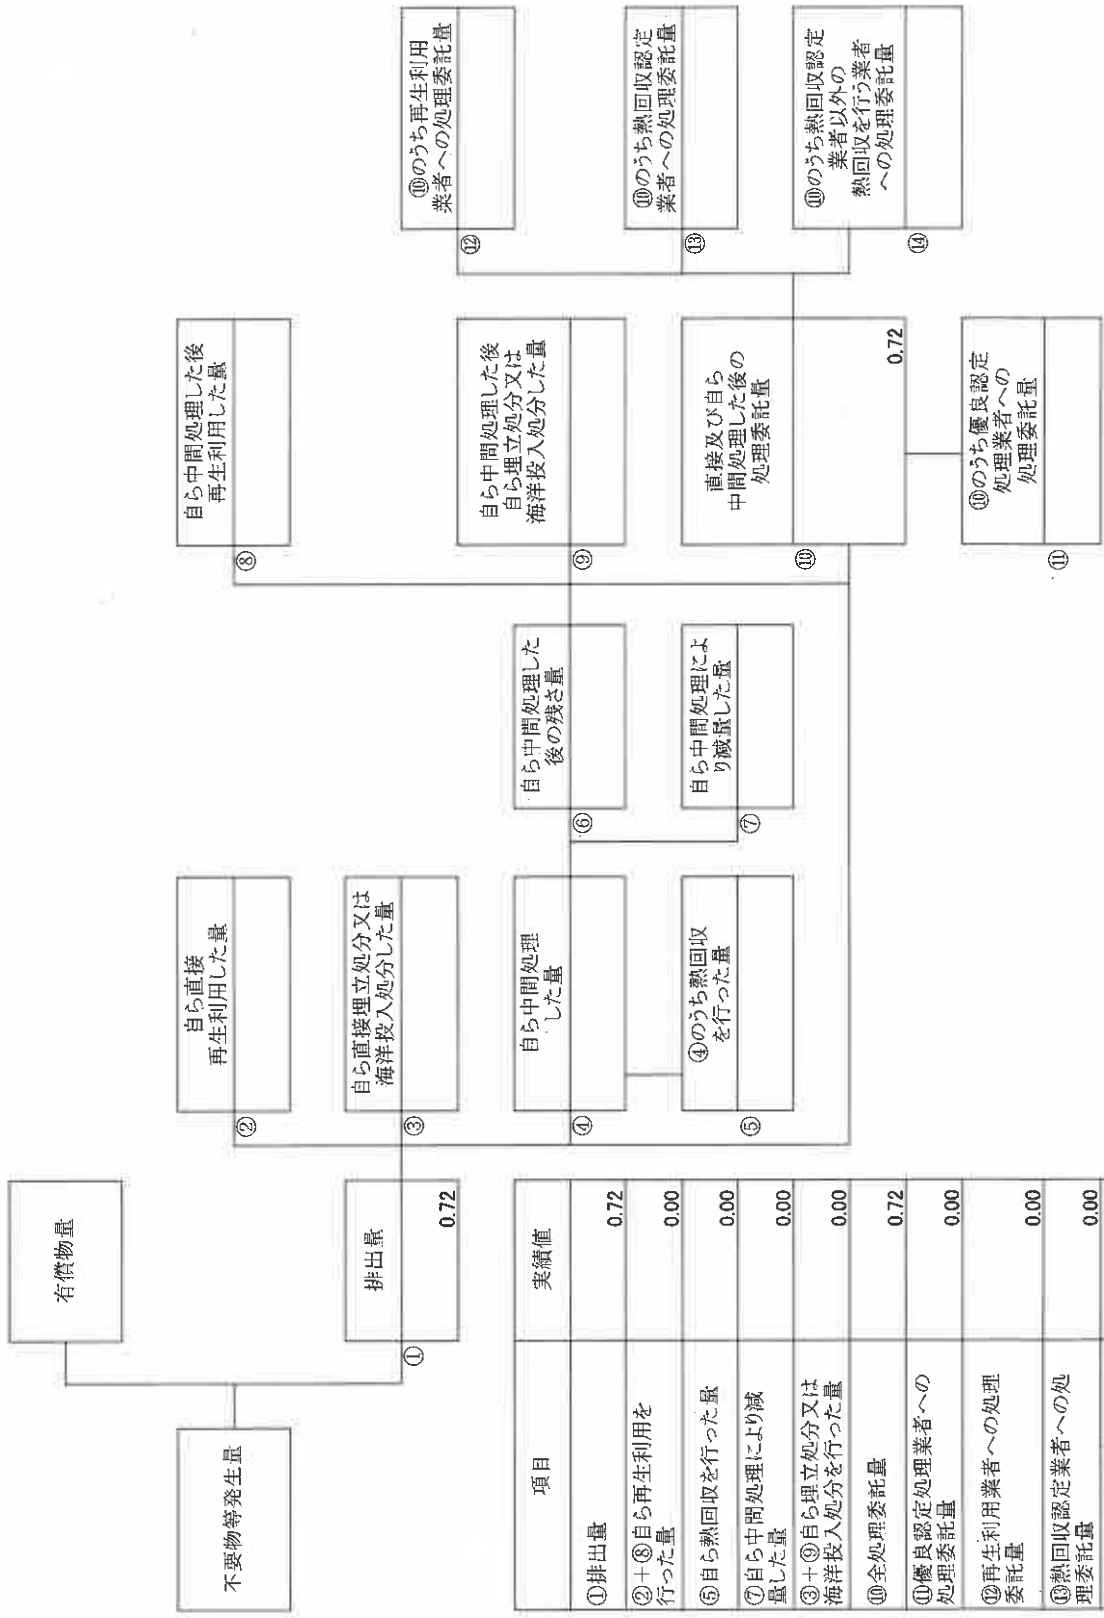 有償物量
不要物等発生量
排出量
①
0.72
自ら直接
再生利用した量
②
自ら直接埋立処分又は
海洋投入処分した量
③
自ら中間処理
した量
④
④のうち熱回収
を行った量
⑤
自ら中間処理した
後の残さ量
⑥
自ら中間処理によ
り減量した量
⑦
自ら中間処理した後
再生利用した量
⑧
自ら中間処理した後
自ら埋立処分又は
海洋投入処分した量
⑨
直接及び自ら
中間処理した後の
処理委託量
⑩
0.72
⑩のうち優良認定
処理業者への
処理委託量
⑪
⑩のうち再生利用
業者への処理委託量
⑫
⑩のうち熱回収認定
業者への処理委託量
⑬
⑩のうち熱回収認定
業者以外の
熱回収を行う業者
への処理委託量
⑭
項目 実績値
①排出量 0.72
②+⑧自ら再生利用を
行った量 0.00
⑤自ら熱回収を行った量 0.00
⑦自ら中間処理により減
量した量 0.00
③+⑨自ら埋立処分又は
海洋投入処分を行った量 0.00
⑩全処理委託量 0.72
⑪優良認定処理業者への
処理委託量 0.00
⑫再生利用業者への処理
委託量 0.00
⑬熱回収認定業者への処
理委託量 0.00